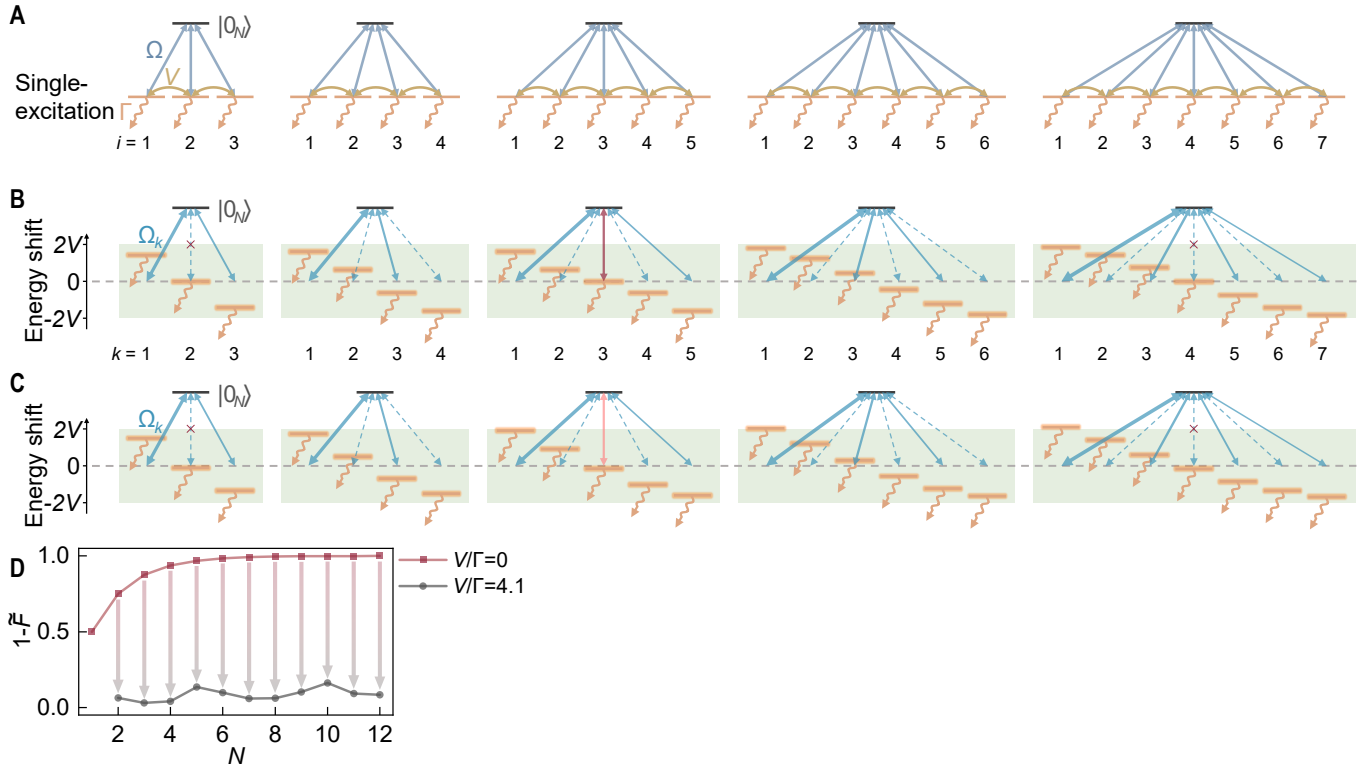 A
|0_N⟩
Ω
V
Single-
excitation
Γ
i = 1 2 3 1 2 3 4 1 2 3 4 5 1 2 3 4 5 6 1 2 3 4 5 6 7
B
|0_N⟩
Ω_k
Energy shift
2V
0
-2V
k = 1 2 3 1 2 3 4 1 2 3 4 5 1 2 3 4 5 6 1 2 3 4 5 6 7
C
|0_N⟩
Ω_k
Energy shift
2V
0
-2V
D
1-F̃
1.0
0.5
0.0
2 4 6 8 10 12
N
V/Γ=0
V/Γ=4.1